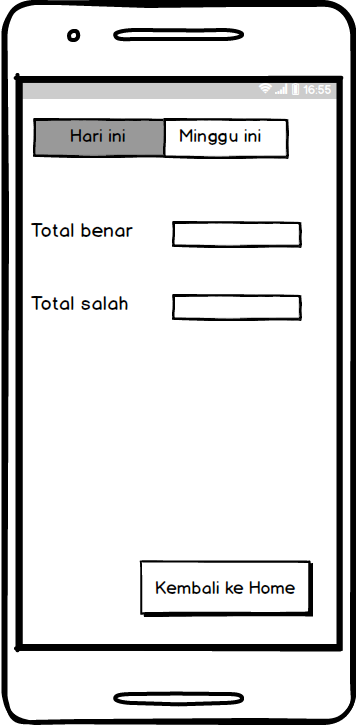 16:55
Hari ini Minggu ini
Total benar
Total salah
Kembali ke Home